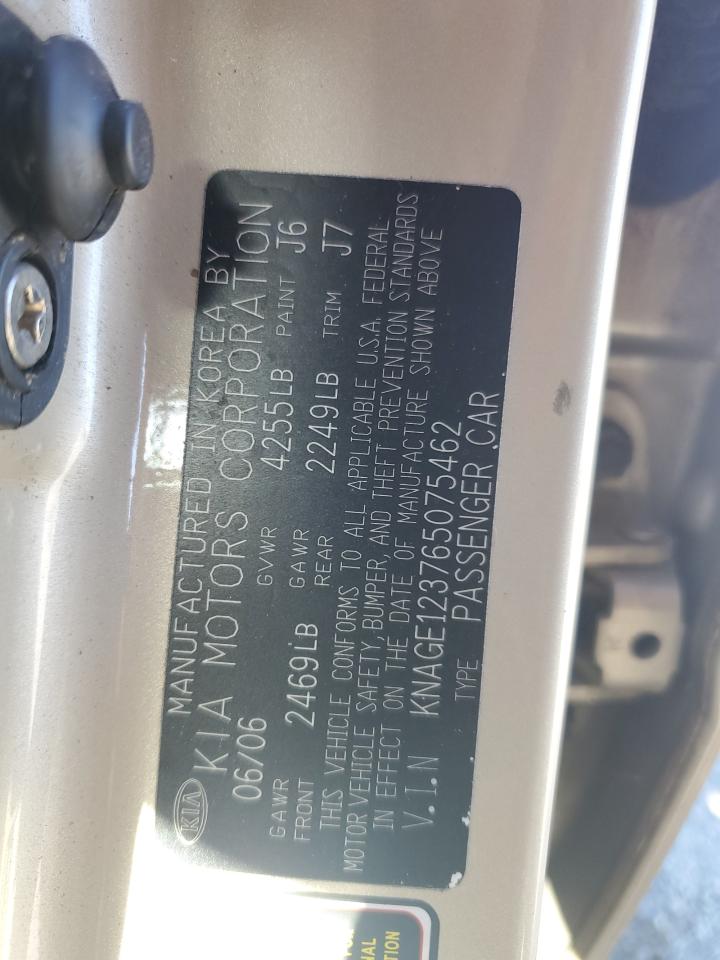 KIA
MANUFACTURED IN KOREA BY
KIA MOTORS CORPORATION
06/06 GVWR 4255LB PAINT J6
GAWR FRONT 2469LB GAWR REAR 2249LB TRIM J7
THIS VEHICLE CONFORMS TO ALL APPLICABLE U.S.A. FEDERAL
MOTOR VEHICLE SAFETY, BUMPER, AND THEFT PREVENTION STANDARDS
IN EFFECT ON THE DATE OF MANUFACTURE SHOWN ABOVE
V.I.N KNAGE123765075462
TYPE PASSENGER CAR